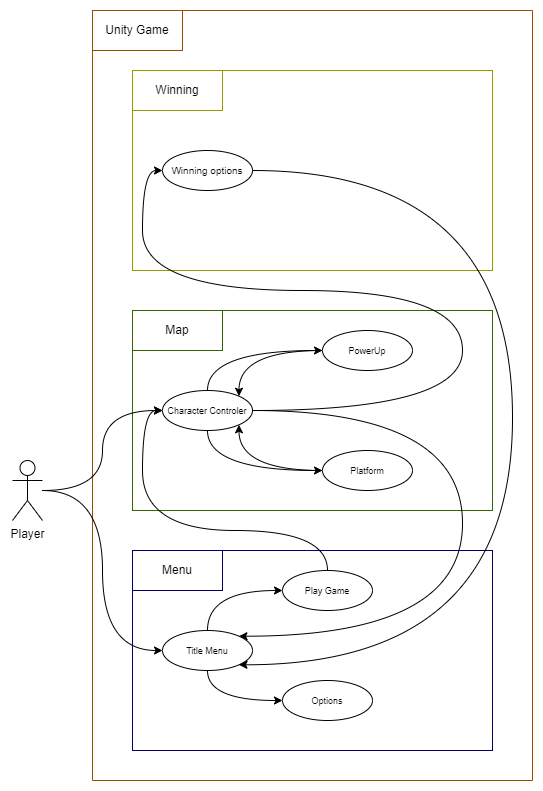 Unity Game
Winning
Winning options
Map
PowerUp
Character Controler
Platform
Player
Menu
Play Game
Title Menu
Options